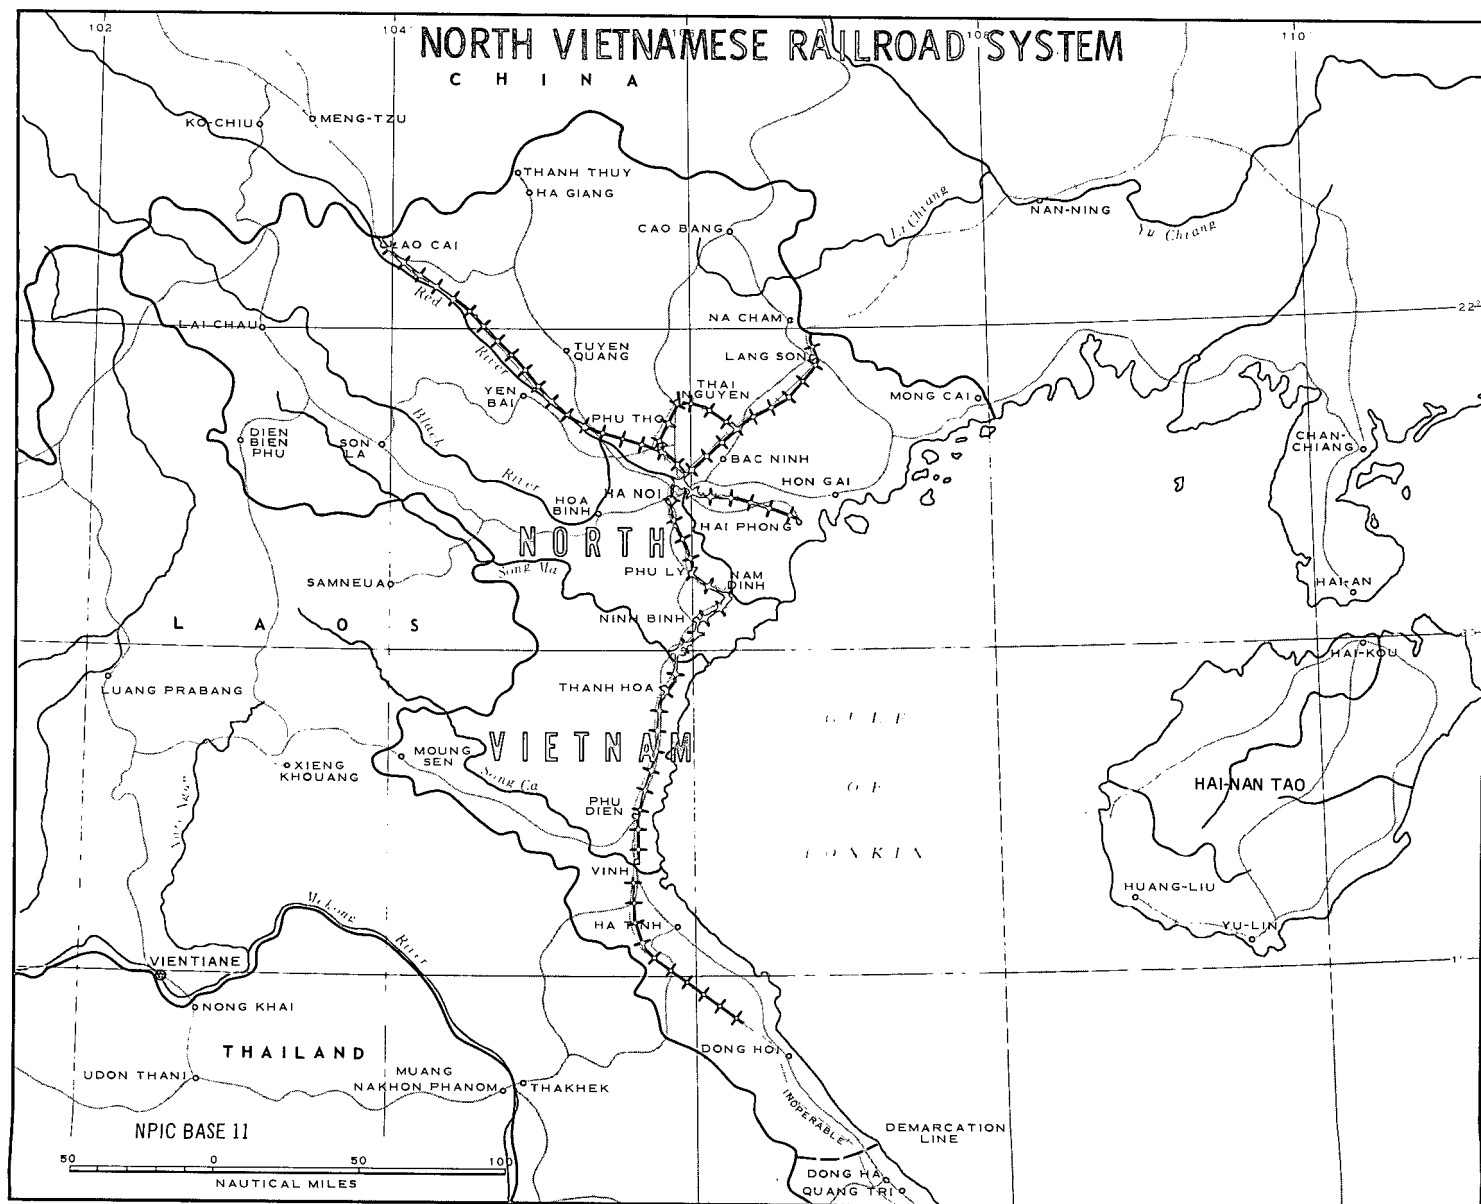 102
104
NORTH VIETNAMESE RAILROAD SYSTEM
110
CHINA
KO-CHIU
MENG-TZU
THANH THUY
HA GIANG
CAO BANG
Li Chiang
NAN-NING
Yu Chiang
LAO CAI
Red
River
LAI CHAU
NA CHAM
22
LANG SON
TUYEN
QUANG
THAI
NGUYEN
YEN
BAI
PHU THO
MONG CAI
Black
River
DIEN
BIEN
PHU
SON
LA
BAC NINH
CHAN-
CHIANG
HON GAI
HA NOI
HOA
BINH
HAI PHONG
NORTH
Song Ma
PHU LY
NAM
DINH
SAMNEUA
HAI-AN
LAOS
NINH BINH
HAI-KOU
LUANG PRABANG
THANH HOA
GULF
OF
TONKIN
VIETNAM
MOUNG
SEN
Song Ca
XIENG
KHOUANG
HAI-NAN TAO
PHU
DIEN
VINH
HUANG-LIU
YU-LIN
Mekong
River
HA TINH
VIENTIANE
NONG KHAI
THAILAND
DONG HOI
UDON THANI
MUANG
NAKHON PHANOM
THAKHEK
INOPERABLE
DEMARCATION
LINE
NPIC BASE 11
50 0 100
NAUTICAL MILES
DONG HA
QUANG TRI